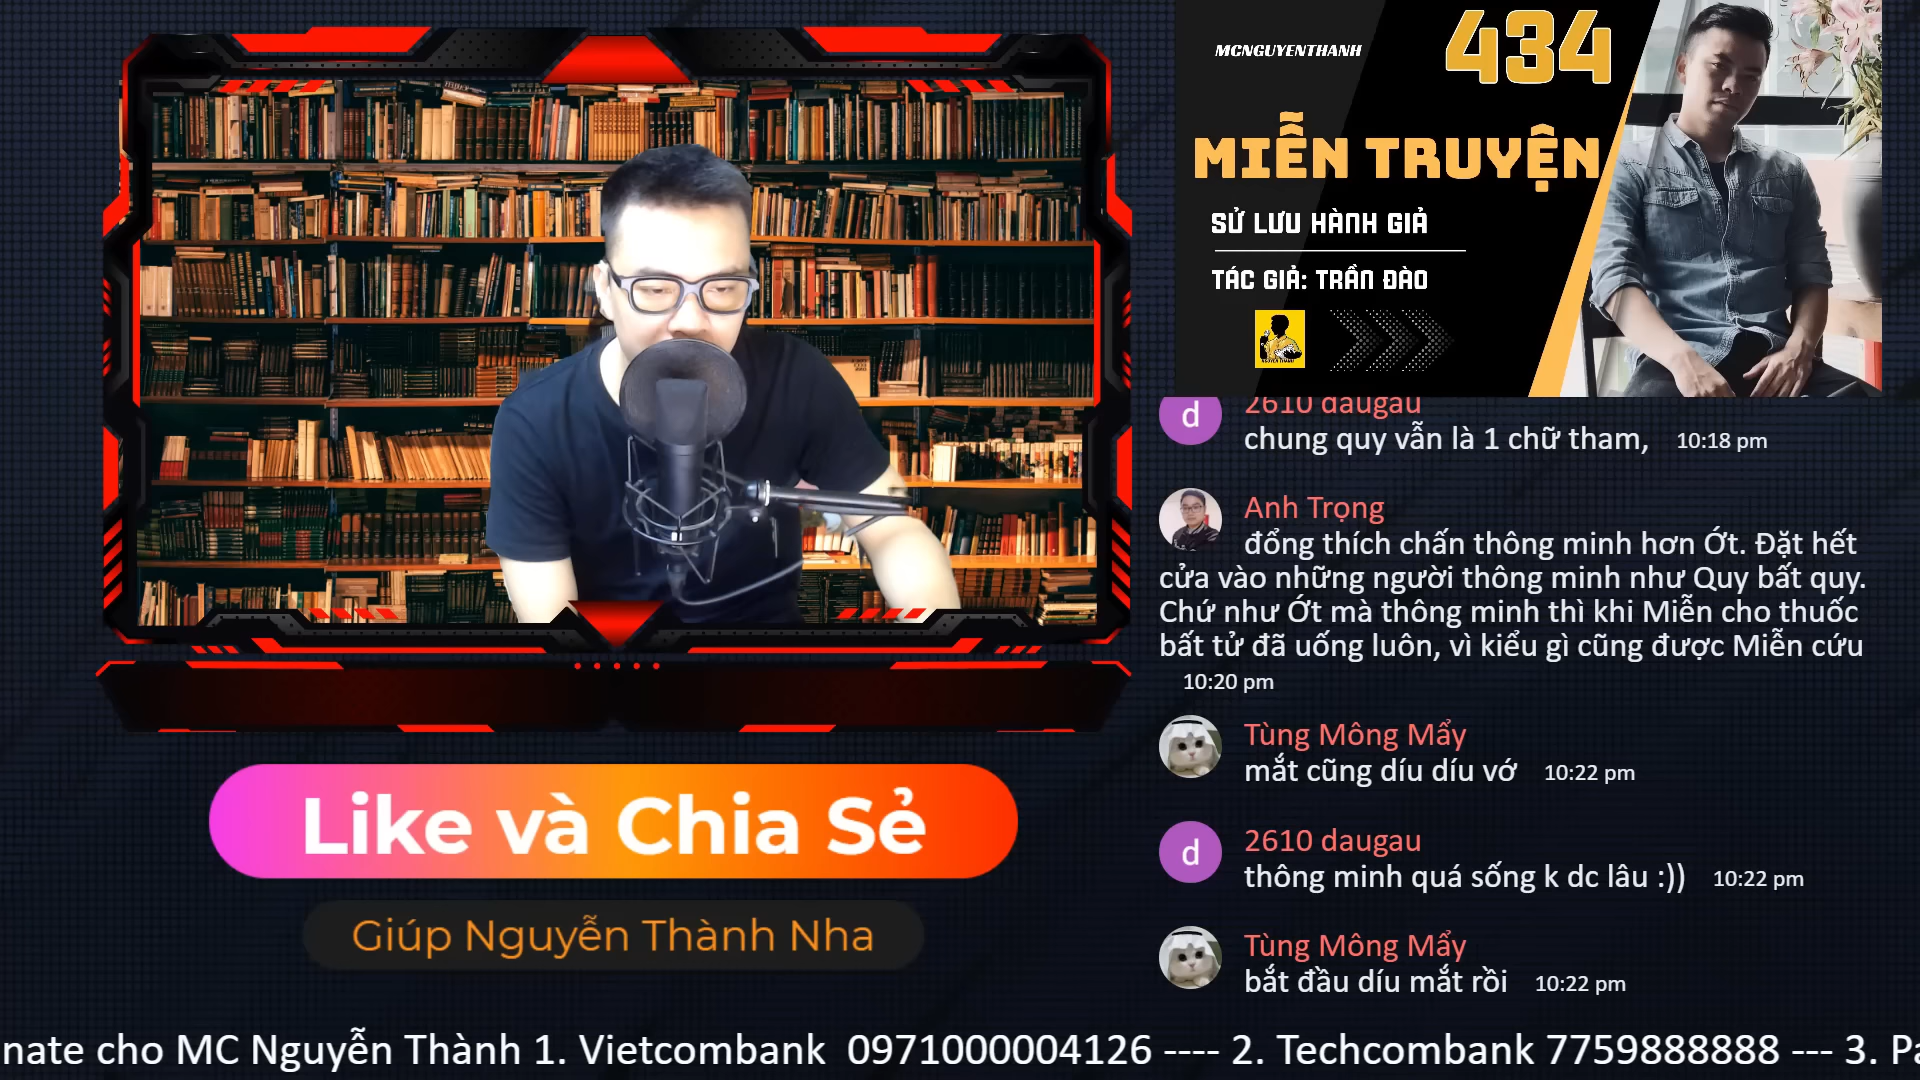 MCNGUYENTHANH
434
MIỄN TRUYỆN
SỬ LƯU HÀNH GIẢ
TÁC GIẢ: TRẦN ĐÀO
NGUYEN THANH
d
2610 daugau
chung quy vẫn là 1 chữ tham, 10:18 pm
Anh Trọng
đổng thích chấn thông minh hơn Ớt. Đặt hết
cửa vào những người thông minh như Quy bất quy.
Chứ như Ớt mà thông minh thì khi Miễn cho thuốc
bất tử đã uống luôn, vì kiểu gì cũng được Miễn cứu
10:20 pm
Tùng Mông Mẩy
mắt cũng díu díu vớ 10:22 pm
d
2610 daugau
thông minh quá sống k dc lâu :)) 10:22 pm
Tùng Mông Mẩy
bắt đầu díu mắt rồi 10:22 pm
Like và Chia Sẻ
Giúp Nguyễn Thành Nha
nate cho MC Nguyễn Thành 1. Vietcombank 0971000004126 ---- 2. Techcombank 7759888888 --- 3. Pa